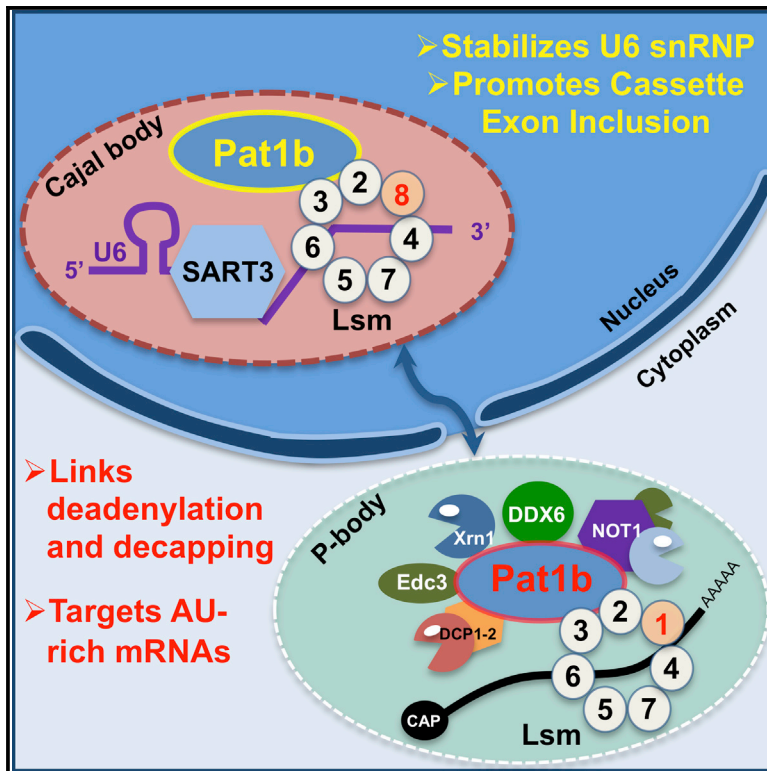 ➢Stabilizes U6 snRNP
➢Promotes Cassette
Exon Inclusion
Cajal body
Pat1b
2
3
8
U6
5’
SART3
6
4
3’
5
7
Lsm
Nucleus
Cytoplasm
➢Links
deadenylation
and decapping
➢Targets AU-
rich mRNAs
P-body
Xrn1
DDX6
NOT1
Edc3
Pat1b
DCP1-2
AAAAA
2
3
1
6
4
5
7
CAP
Lsm